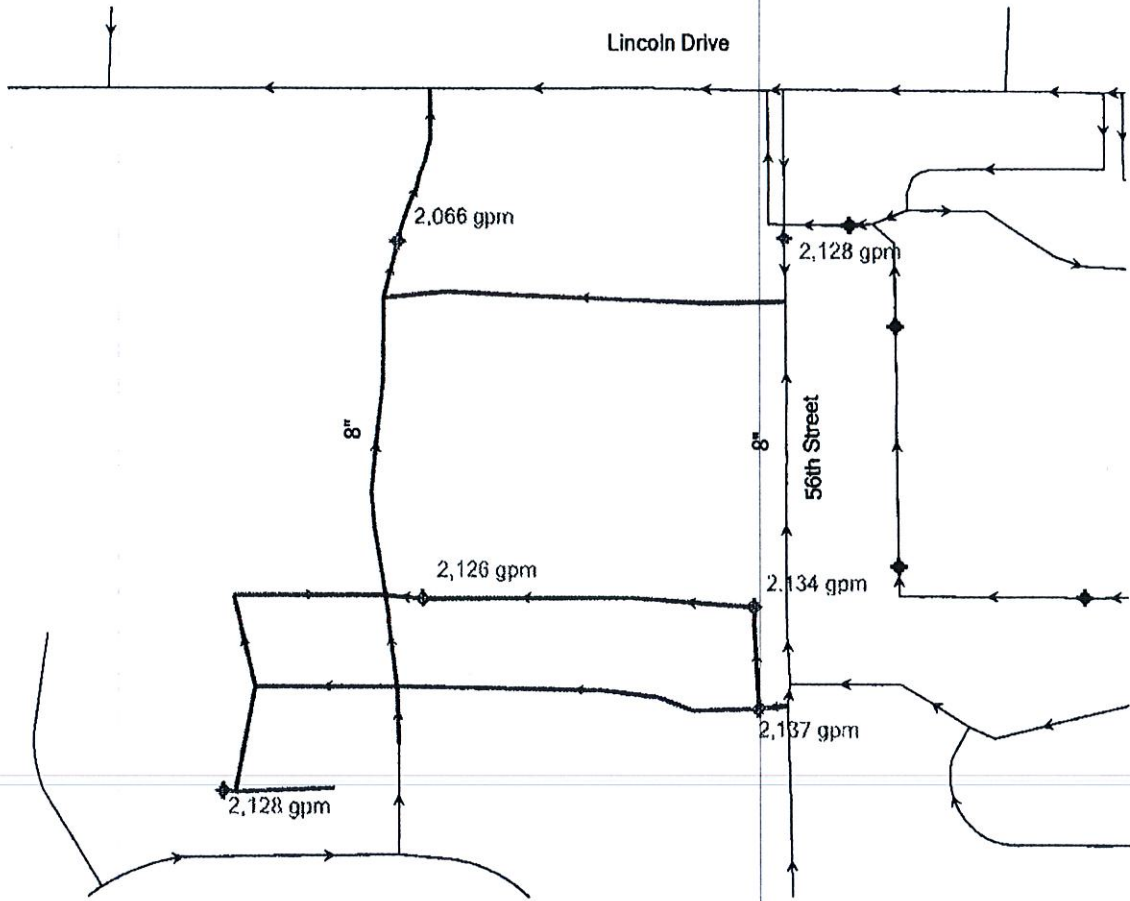 Lincoln Drive
2,066 gpm
2,128 gpm
8"
8"
56th Street
2,126 gpm
2.134 gpm
2,137 gpm
2,128 gpm